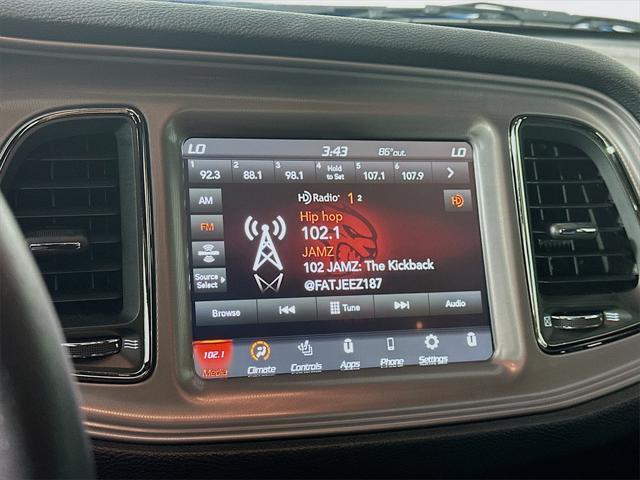 LO 3:43 86°out. LO
1 92.3 2 88.1 3 98.1 4 Hold to Set 5 107.1 6 107.9
AM
HD Radio 1 2
HD
FM
Hip hop
102.1
JAMZ
Source Select
102 JAMZ: The Kickback
@FATJEEZ187
Browse Tune Audio
102.1
Media Climate Controls Apps Phone Settings